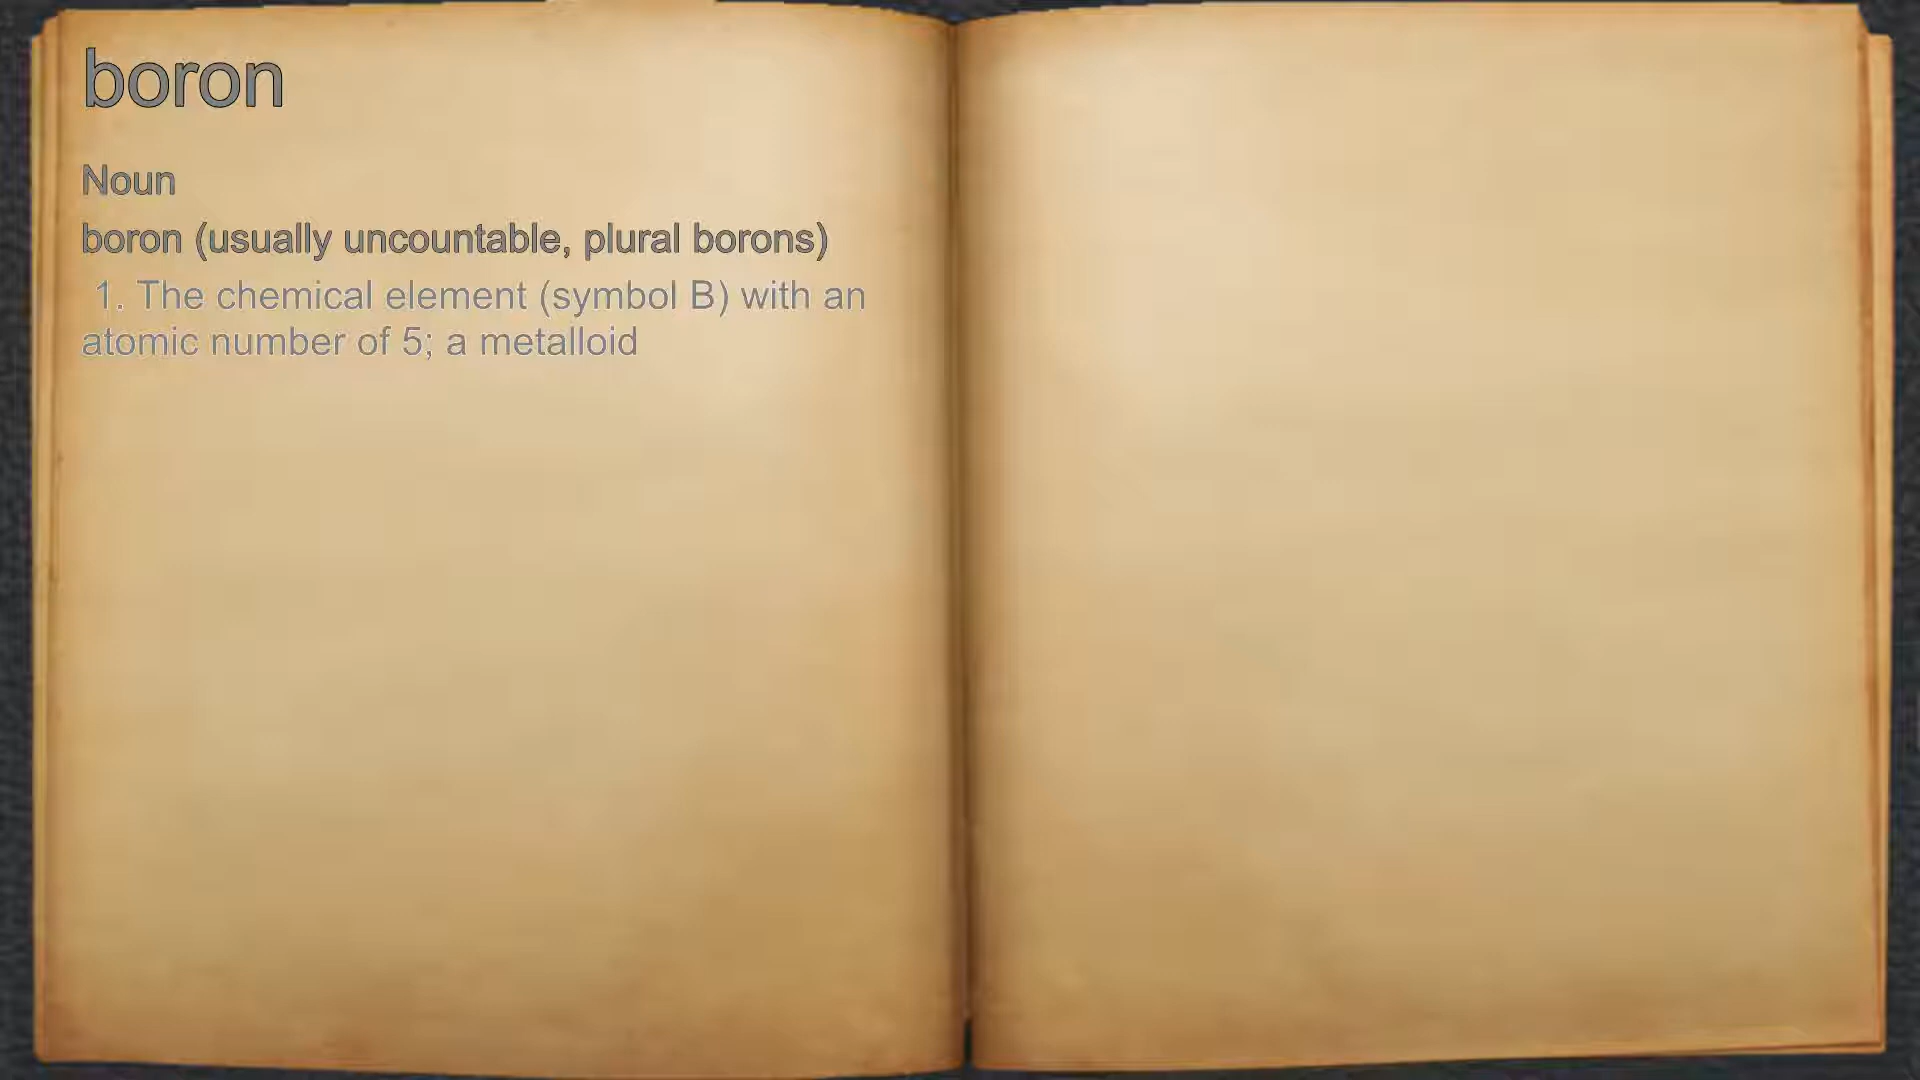 boron
Noun
boron (usually uncountable, plural borons)
1. The chemical element (symbol B) with an
atomic number of 5; a metalloid